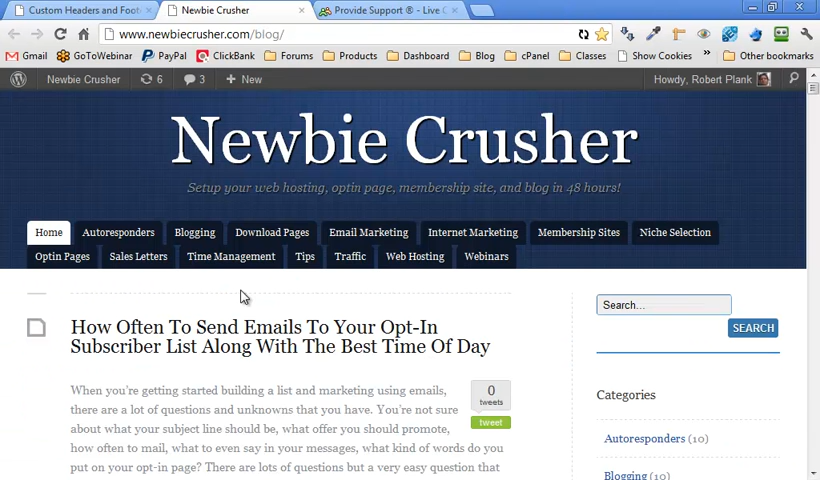 Custom Headers and Foot
Newbie Crusher
Provide Support ® - Live C
www.newbiecrusher.com/blog/
Gmail GoToWebinar PayPal ClickBank Forums Products Dashboard Blog cPanel Classes Show Cookies Other bookmarks
Newbie Crusher 6 3 New Howdy, Robert Plank
Newbie Crusher
Setup your web hosting, optin page, membership site, and blog in 48 hours!
Home Autoresponders Blogging Download Pages Email Marketing Internet Marketing Membership Sites Niche Selection
Optin Pages Sales Letters Time Management Tips Traffic Web Hosting Webinars
How Often To Send Emails To Your Opt-In
Subscriber List Along With The Best Time Of Day
When you're getting started building a list and marketing using emails,
there are a lot of questions and unknowns that you have. You're not sure
about what your subject line should be, what offer you should promote,
how often to mail, what to even say in your messages, what kind of words do you
put on your opt-in page? There are lots of questions but a very easy question that
0
tweets
tweet
Search...
SEARCH
Categories
Autoresponders (10)
Blogging (10)